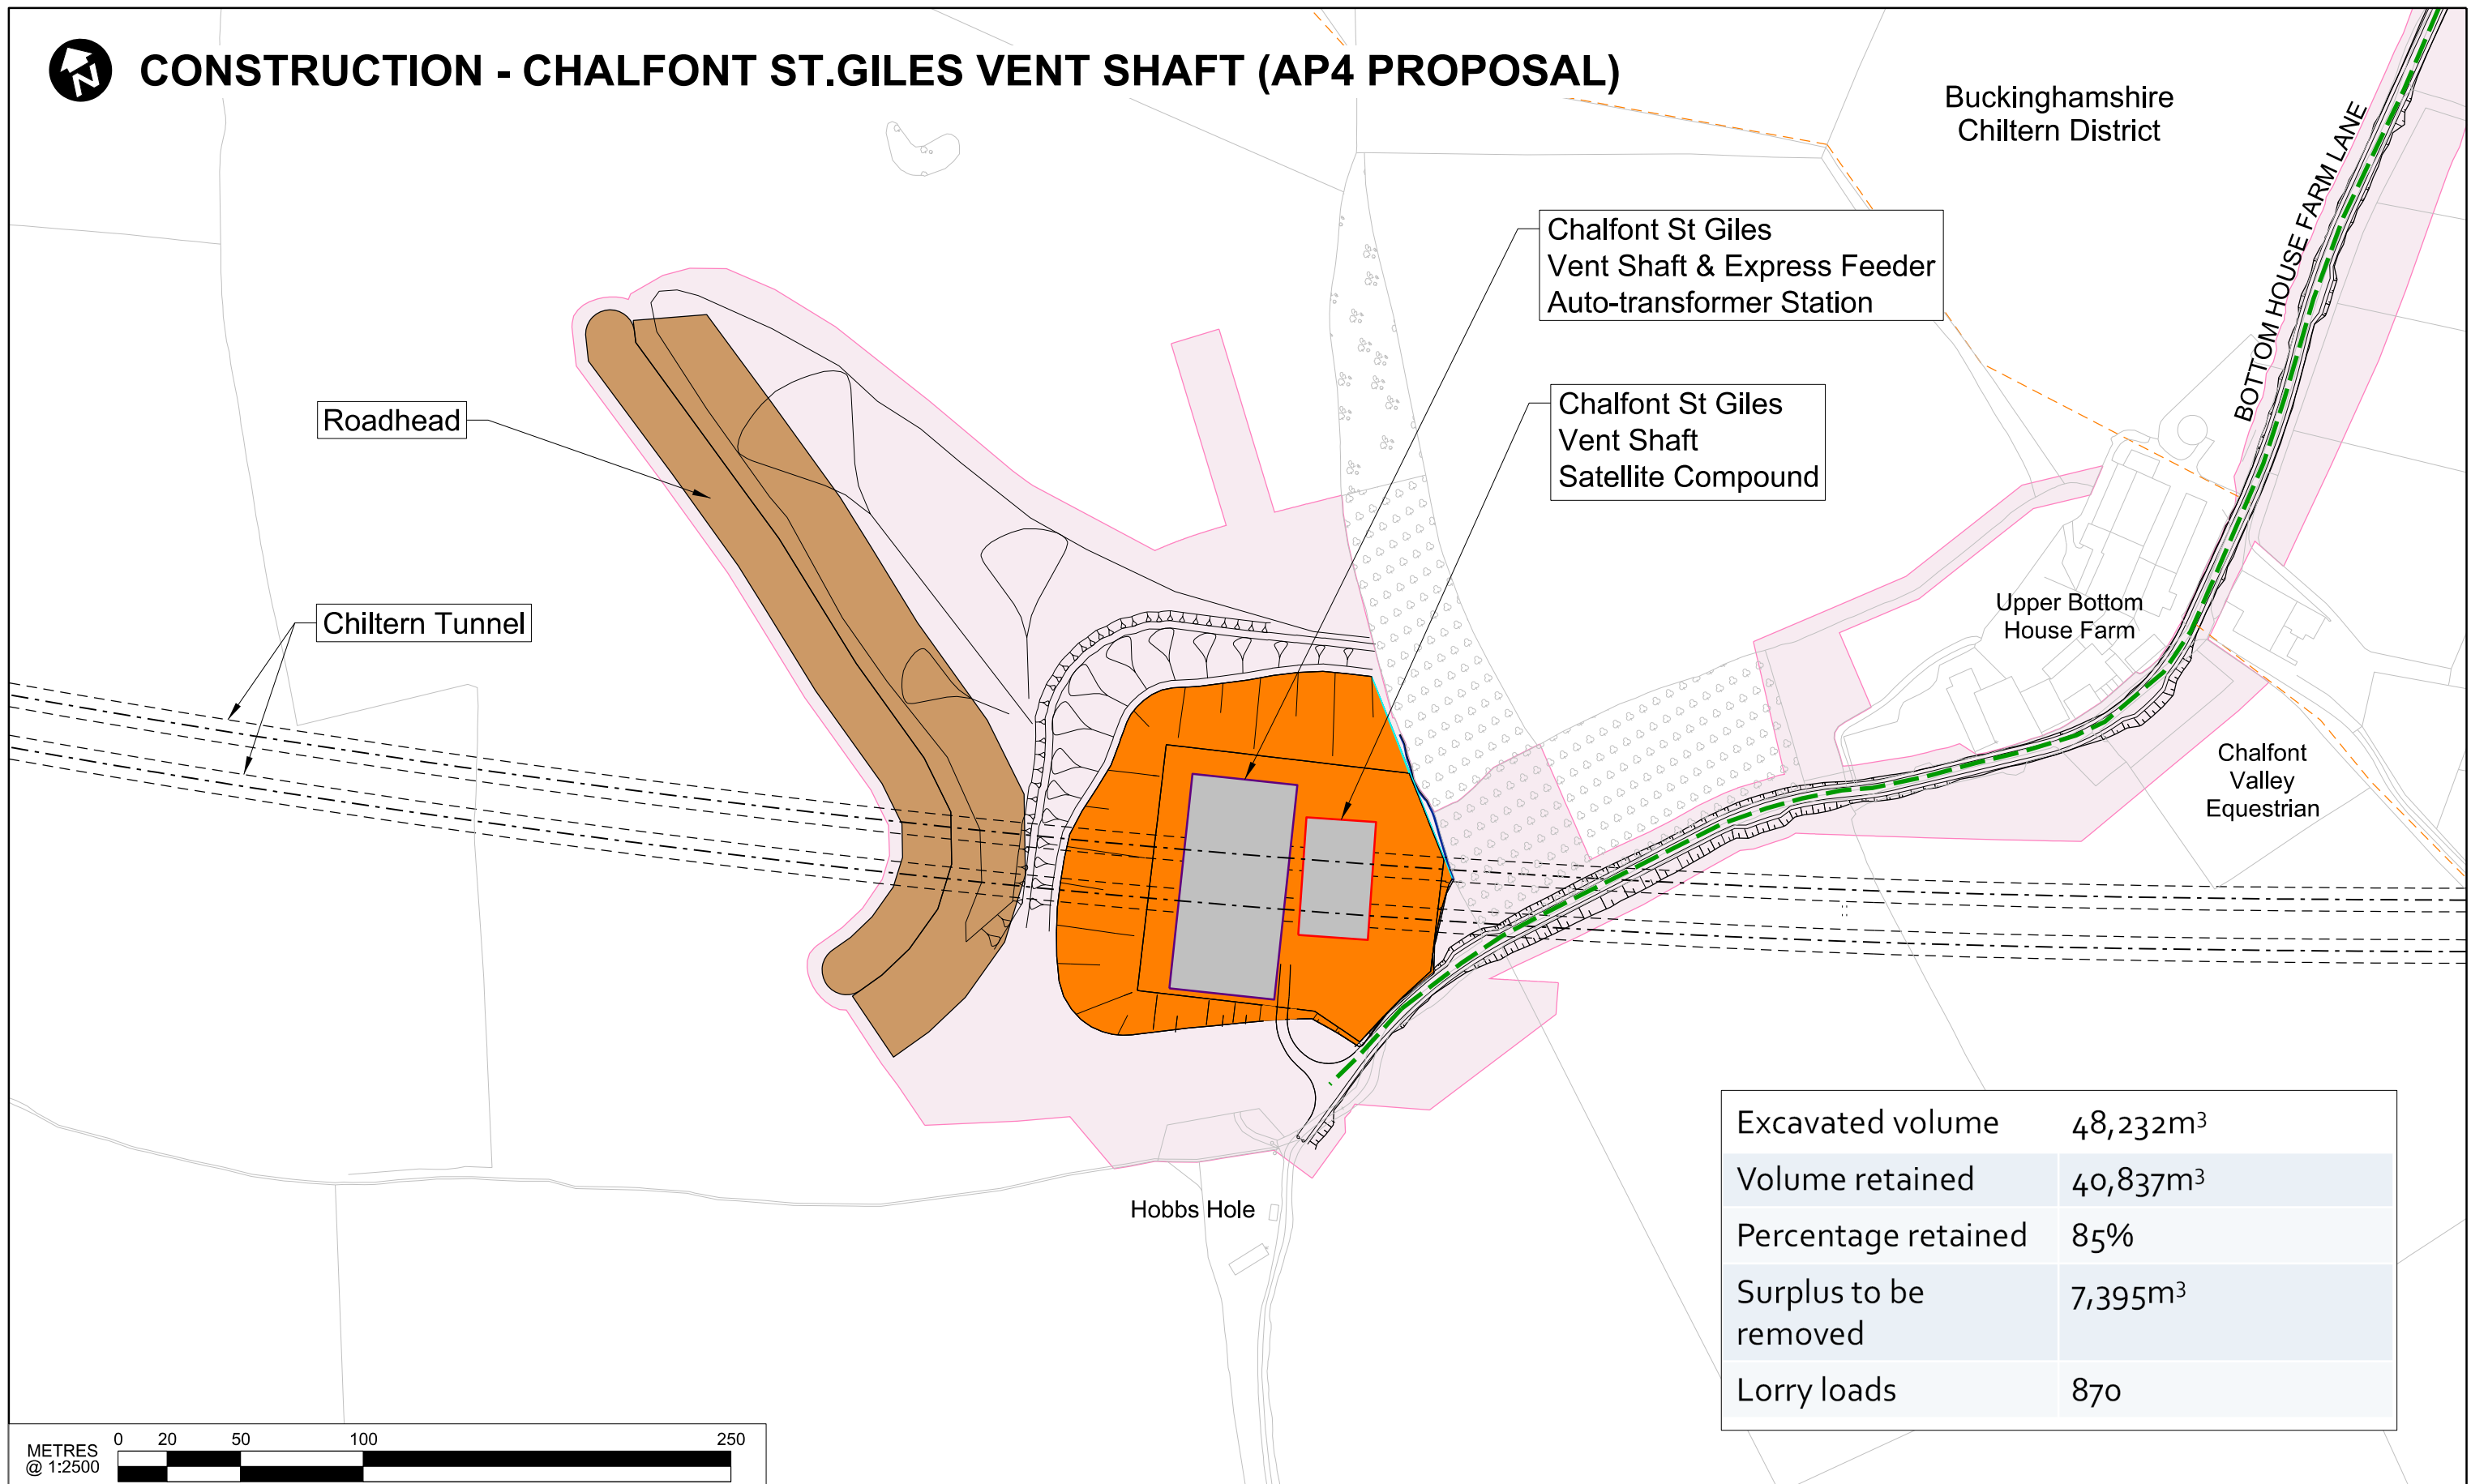 N
CONSTRUCTION - CHALFONT ST.GILES VENT SHAFT (AP4 PROPOSAL)
Buckinghamshire
Chiltern District
BOTTOM HOUSE FARM LANE
Chalfont St Giles
Vent Shaft & Express Feeder
Auto-transformer Station
Chalfont St Giles
Vent Shaft
Satellite Compound
Roadhead
Chiltern Tunnel
Upper Bottom
House Farm
Chalfont
Valley
Equestrian
Hobbs Hole
Excavated volume 48,232m³
Volume retained 40,837m³
Percentage retained 85%
Surplus to be
removed 7,395m³
Lorry loads 870
METRES
@ 1:2500
0 20 50 100 250